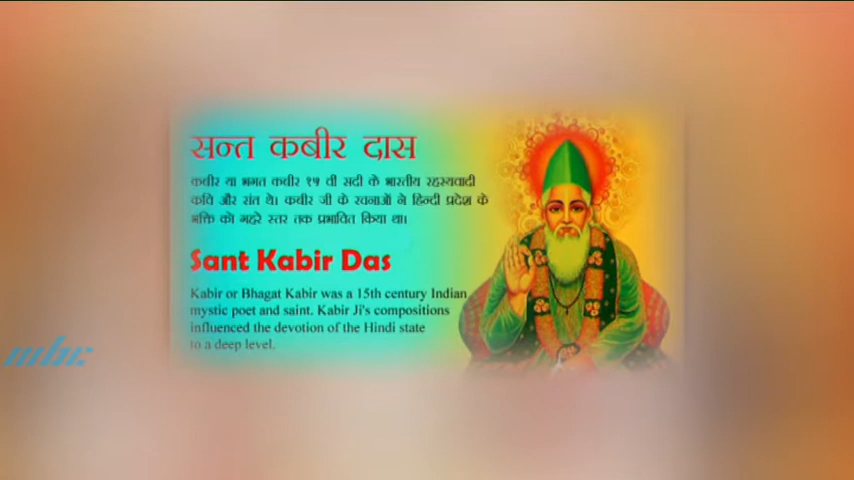 सन्त कबीर दास
कबीर या भगत कबीर १५ वी सदी के भारतीय रहस्यवादी
कवि और संत थे। कबीर जी के रचनाओं ने हिन्दी प्रदेश के
भक्ति को गहरे स्तर तक प्रभावित किया था।
Sant Kabir Das
Kabir or Bhagat Kabir was a 15th century Indian
mystic poet and saint. Kabir Ji's compositions
influenced the devotion of the Hindi state
to a deep level.